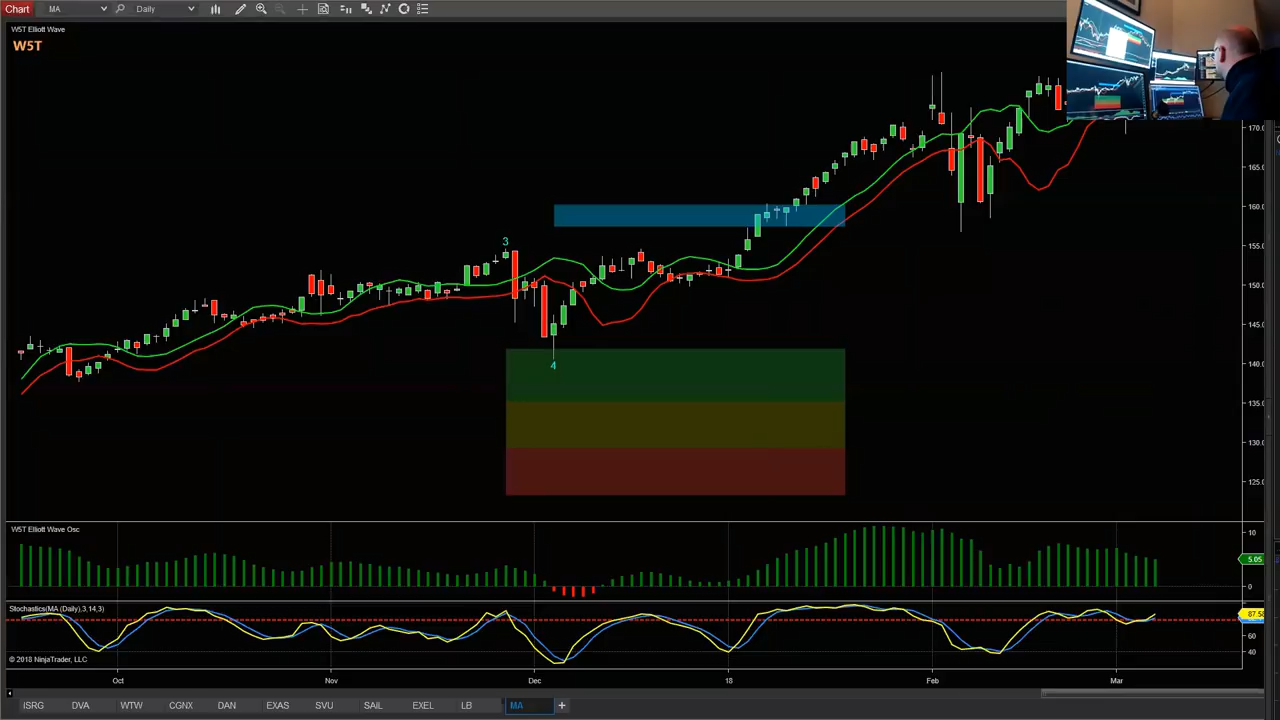 Chart MA Daily
W5T Elliott Wave
W5T
170.0
165.0
160.0
3
155.0
150.0
145.0
4
140.0
135.0
130.0
125.0
W5T Elliott Wave Osc
10
5.05
0
Stochastics(MA (Daily),3,14,3)
60
© 2018 NinjaTrader, LLC
40
Oct Nov Dec 18 Feb Mar
ISRG DVA WTW CGNX DAN EXAS SVU SAIL EXEL LB MA +